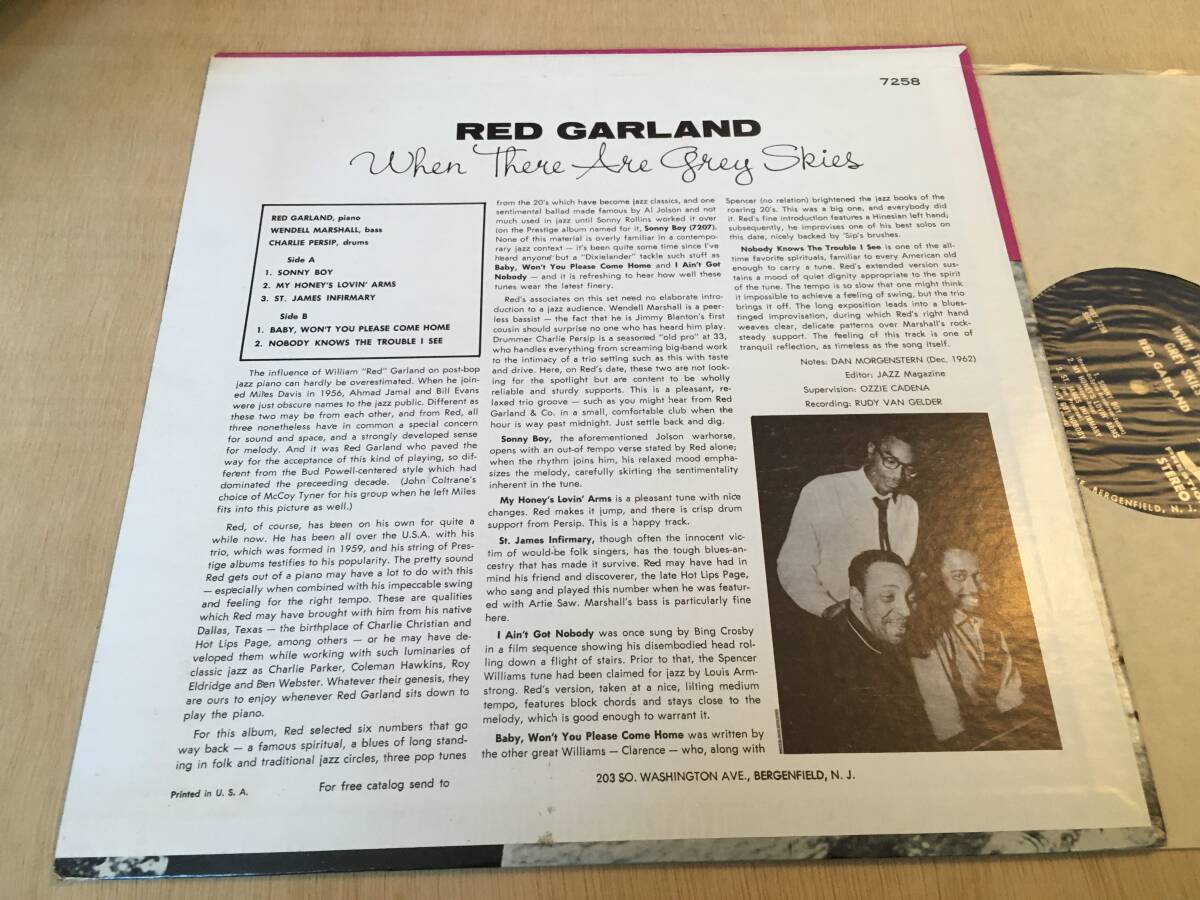 7258
RED GARLAND
When There Are Grey Skies
RED GARLAND, piano
WENDELL MARSHALL, bass
CHARLIE PERSIP, drums
Side A
1. SONNY BOY
2. MY HONEY'S LOVIN' ARMS
3. ST. JAMES INFIRMARY
Side B
1. BABY, WON'T YOU PLEASE COME HOME
2. NOBODY KNOWS THE TROUBLE I SEE
The influence of William "Red" Garland on post-bop
jazz piano can hardly be overestimated. When he join-
ed Miles Davis in 1956, Ahmad Jamal and Bill Evans
were just obscure names to the jazz public. Different as
these two may be from each other, and from Red, all
three nonetheless have in common a special concern
for sound and space, and a strongly developed sense
for melody. And it was Red Garland who paved the
way for the acceptance of this kind of playing, so dif-
ferent from the Bud Powell-centered style which had
dominated the preceeding decade. (John Coltrane's
choice of McCoy Tyner for his group when he left Miles
fits into this picture as well.)
Red, of course, has been on his own for quite a
while now. He has been all over the U.S.A. with his
trio, which was formed in 1959, and his string of Pres-
tige albums testifies to his popularity. The pretty sound
Red gets out of a piano may have a lot to do with this
— especially when combined with his impeccable swing
and feeling for the right tempo. These are qualities
which Red may have brought with him from his native
Dallas, Texas — the birthplace of Charlie Christian and
Hot Lips Page, among others — or he may have de-
veloped them while working with such luminaries of
classic jazz as Charlie Parker, Coleman Hawkins, Roy
Eldridge and Ben Webster. Whatever their genesis, they
are ours to enjoy whenever Red Garland sits down to
play the piano.
For this album, Red selected six numbers that go
way back — a famous spiritual, a blues of long stand-
ing in folk and traditional jazz circles, three pop tunes
from the 20's which have become jazz classics, and one
sentimental ballad made famous by Al Jolson and not
much used in jazz until Sonny Rollins worked it over
(on the Prestige album named for it, Sonny Boy (7207).
None of this material is overly familiar in a contempo-
rary jazz context — it's been quite some time since I've
heard anyone but a "Dixielander" tackle such stuff as
Baby, Won't You Please Come Home and I Ain't Got
Nobody — and it is refreshing to hear how well these
tunes wear the latest finery.
Red's associates on this set need no elaborate intro-
duction to a jazz audience. Wendell Marshall is a peer-
less bassist — the fact that he is Jimmy Blanton's first
cousin should surprise no one who has heard him play.
Drummer Charlie Persip is a seasoned "old pro" at 33,
who handles everything from screaming big-band work
to the intimacy of a trio setting such as this with taste
and drive. Here, on Red's date, these two are not look-
ing for the spotlight but are content to be wholly
reliable and sturdy supports. This is a pleasant, re-
laxed trio groove — such as you might hear from Red
Garland & Co. in a small, comfortable club when the
hour is way past midnight. Just settle back and dig.
Sonny Boy, the aforementioned Jolson warhorse,
opens with an out-of tempo verse stated by Red alone;
when the rhythm joins him, his relaxed mood empha-
sizes the melody, carefully skirting the sentimentality
inherent in the tune.
My Honey's Lovin' Arms is a pleasant tune with nice
changes. Red makes it jump, and there is crisp drum
support from Persip. This is a happy track.
St. James Infirmary, though often the innocent vic-
tim of would-be folk singers, has the tough blues-an-
cestry that has made it survive. Red may have had in
mind his friend and discoverer, the late Hot Lips Page,
who sang and played this number when he was featur-
ed with Artie Saw. Marshall's bass is particularly fine
here.
I Ain't Got Nobody was once sung by Bing Crosby
in a film sequence showing his disembodied head rol-
ling down a flight of stairs. Prior to that, the Spencer
Williams tune had been claimed for jazz by Louis Arm-
strong. Red's version, taken at a nice, lilting medium
tempo, features block chords and stays close to the
melody, which is good enough to warrant it.
Baby, Won't You Please Come Home was written by
the other great Williams — Clarence — who, along with
Spencer (no relation) brightened the jazz books of the
roaring 20's. This was a big one, and everybody did
it. Red's fine introduction features a Hinesian left hand;
subsequently, he improvises one of his best solos on
this date, nicely backed by 'Sip's brushes.
Nobody Knows The Trouble I See is one of the all-
time favorite spirituals, familiar to every American old
enough to carry a tune. Red's extended version sus-
tains a mood of quiet dignity appropriate to the spirit
of the tune. The tempo is so slow that one might think
it impossible to achieve a feeling of swing, but the trio
brings it off. The long exposition leads into a blues-
tinged improvisation, during which Red's right hand
weaves clear, delicate patterns over Marshall's rock-
steady support. The feeling of this track is one of
tranquil reflection, as timeless as the song itself.
Notes: DAN MORGENSTERN (Dec. 1962)
Editor: JAZZ Magazine
Supervision: OZZIE CADENA
Recording: RUDY VAN GELDER
Printed in U. S. A.
For free catalog send to
203 SO. WASHINGTON AVE., BERGENFIELD, N. J.
RED GARLAND
STEREO
BERGENFIELD, N. J.